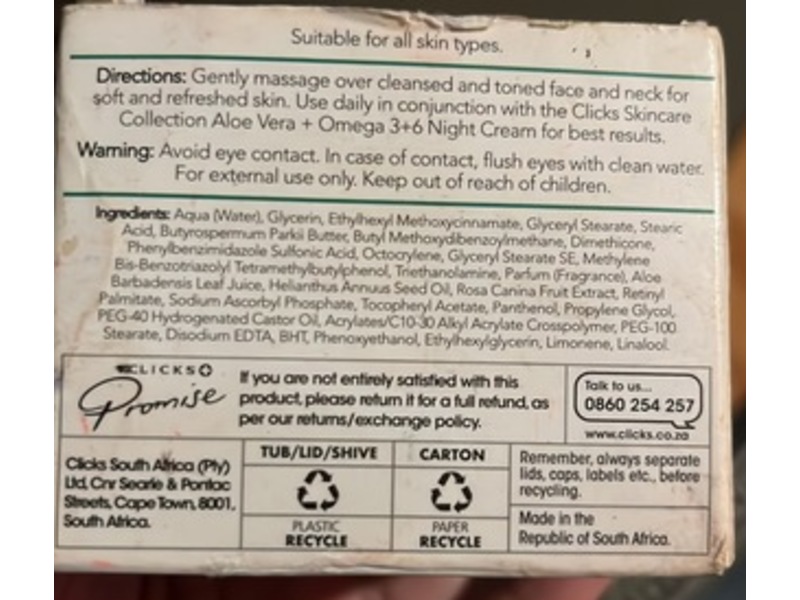 Suitable for all skin types.
Directions: Gently massage over cleansed and toned face and neck for
soft and refreshed skin. Use daily in conjunction with the Clicks Skincare
Collection Aloe Vera + Omega 3+6 Night Cream for best results.
Warning: Avoid eye contact. In case of contact, flush eyes with clean water.
For external use only. Keep out of reach of children.
Ingredients: Aqua (Water), Glycerin, Ethylhexyl Methoxycinnamate, Glyceryl Stearate, Stearic
Acid, Butyrospermum Parkii Butter, Butyl Methoxydibenzoylmethane, Dimethicone,
Phenylbenzimidazole Sulfonic Acid, Octocrylene, Glyceryl Stearate SE, Methylene
Bis-Benzotriazolyl Tetramethylbutylphenol, Triethanolamine, Parfum (Fragrance), Aloe
Barbadensis Leaf Juice, Helianthus Annuus Seed Oil, Rosa Canina Fruit Extract, Retinyl
Palmitate, Sodium Ascorbyl Phosphate, Tocopheryl Acetate, Panthenol, Propylene Glycol,
PEG-40 Hydrogenated Castor Oil, Acrylates/C10-30 Alkyl Acrylate Crosspolymer, PEG-100
Stearate, Disodium EDTA, BHT, Phenoxyethanol, Ethylhexylglycerin, Limonene, Linalool.
CLICKS
Promise
If you are not entirely satisfied with this
product, please return it for a full refund, as
per our returns/exchange policy.
Talk to us...
0860 254 257
www.clicks.co.za
Clicks South Africa (Pty)
Ltd, Cnr Searle & Pontac
Streets, Cape Town, 8001,
South Africa.
TUB/LID/SHIVE
PLASTIC
RECYCLE
CARTON
PAPER
RECYCLE
Remember, always separate
lids, caps, labels etc., before
recycling.
Made in the
Republic of South Africa.